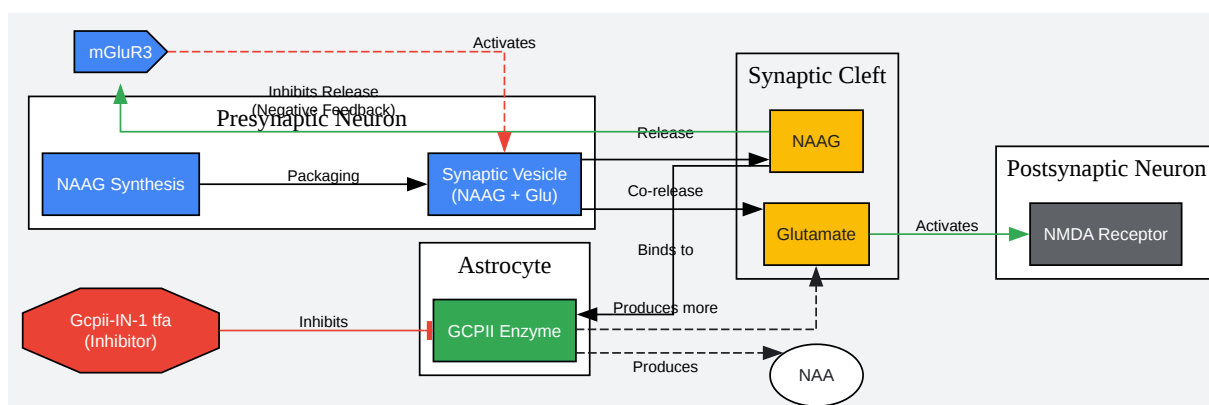 mGluR3
Activates
Synaptic Cleft
Inhibits Release
(Negative Feedback)
Presynaptic Neuron
Release
NAAG
Postsynaptic Neuron
NAAG Synthesis
Packaging
Synaptic Vesicle
(NAAG + Glu)
Co-release
Glutamate
Activates
NMDA Receptor
Binds to
Astrocyte
Produces more
Gcpii-IN-1 tfa
(Inhibitor)
Inhibits
GCPII Enzyme
Produces
NAA